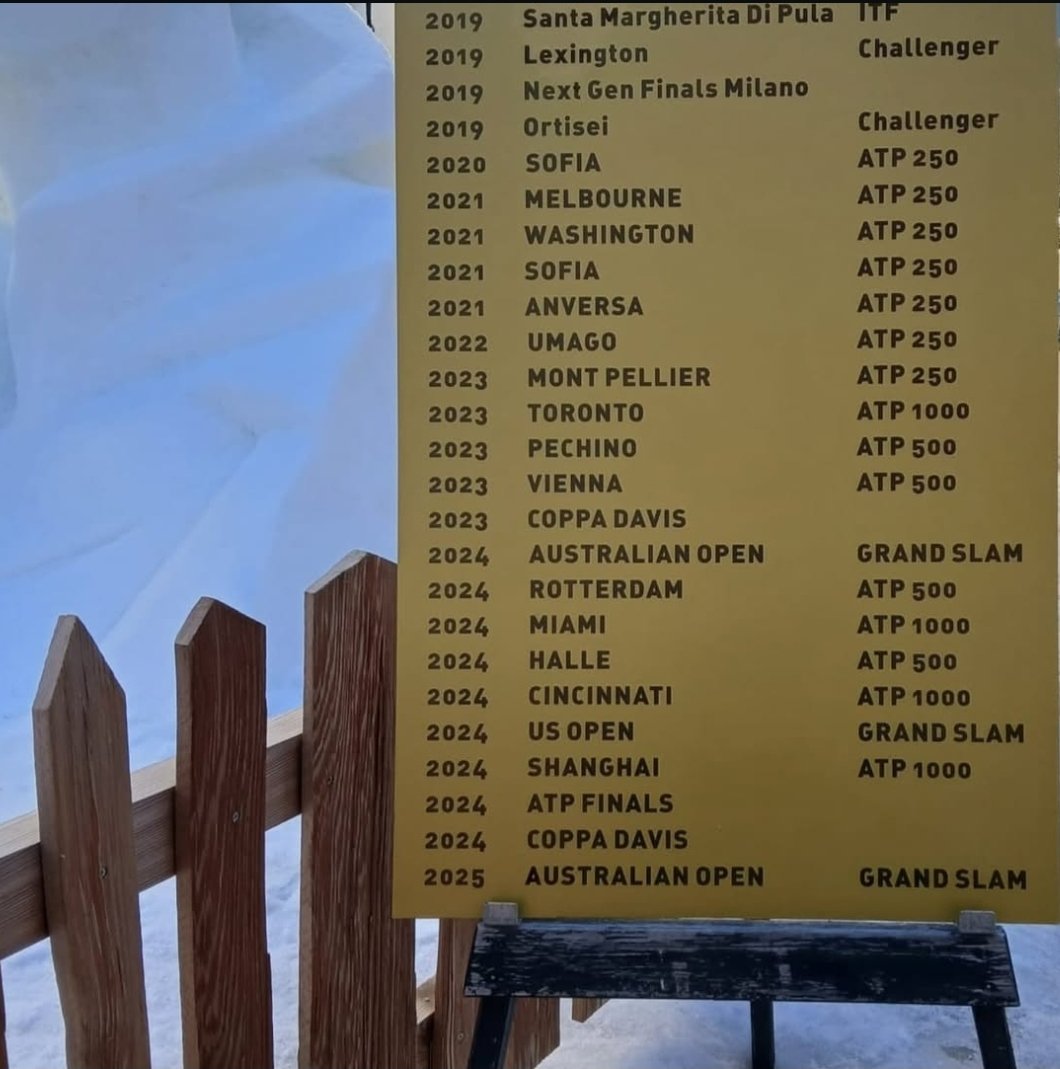 2019 Santa Margherita Di Pula ITF
2019 Lexington Challenger
2019 Next Gen Finals Milano
2019 Ortisei Challenger
2020 SOFIA ATP 250
2021 MELBOURNE ATP 250
2021 WASHINGTON ATP 250
2021 SOFIA ATP 250
2021 ANVERSA ATP 250
2022 UMAGO ATP 250
2023 MONT PELLIER ATP 250
2023 TORONTO ATP 1000
2023 PECHINO ATP 500
2023 VIENNA ATP 500
2023 COPPA DAVIS
2024 AUSTRALIAN OPEN GRAND SLAM
2024 ROTTERDAM ATP 500
2024 MIAMI ATP 1000
2024 HALLE ATP 500
2024 CINCINNATI ATP 1000
2024 US OPEN GRAND SLAM
2024 SHANGHAI ATP 1000
2024 ATP FINALS
2024 COPPA DAVIS
2025 AUSTRALIAN OPEN GRAND SLAM